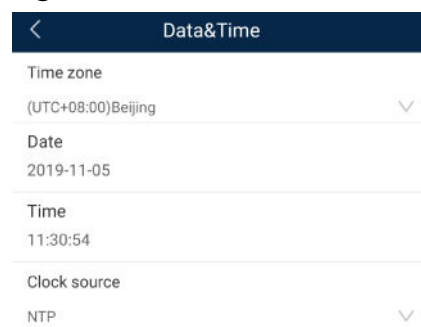 Data&Time
Time zone
(UTC+08:00)Beijing
Date
2019-11-05
Time
11:30:54
Clock source
NTP